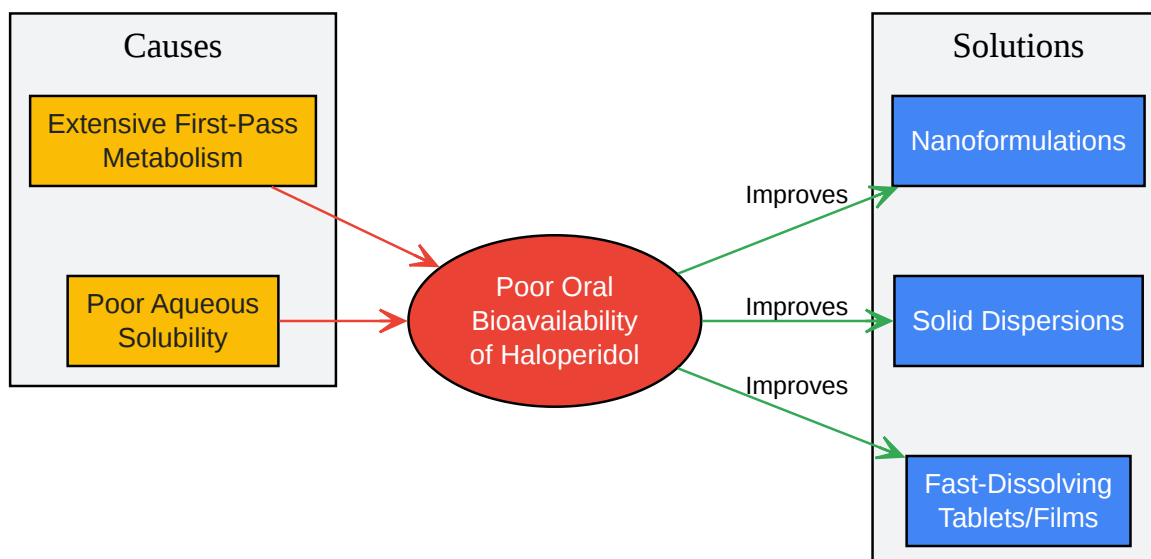 Causes
Extensive First-Pass
Metabolism
Poor Aqueous
Solubility
Poor Oral
Bioavailability
of Haloperidol
Improves
Improves
Improves
Solutions
Nanoformulations
Solid Dispersions
Fast-Dissolving
Tablets/Films